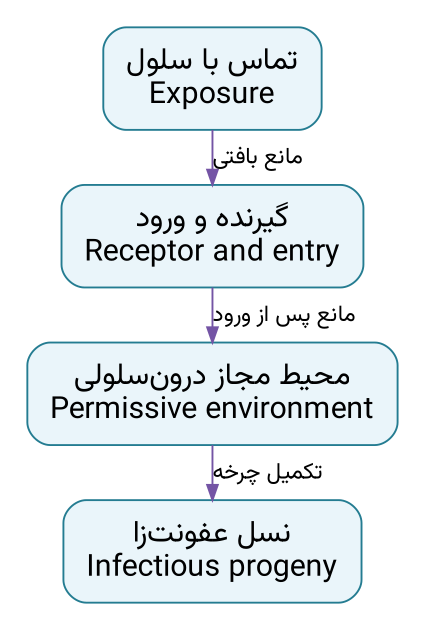 تماس با سلول
Exposure
مانع بافتی
گیرنده و ورود
Receptor and entry
مانع پس از ورود
محیط مجاز درون‌سلولی
Permissive environment
تکمیل چرخه
نسل عفونت‌زا
Infectious progeny